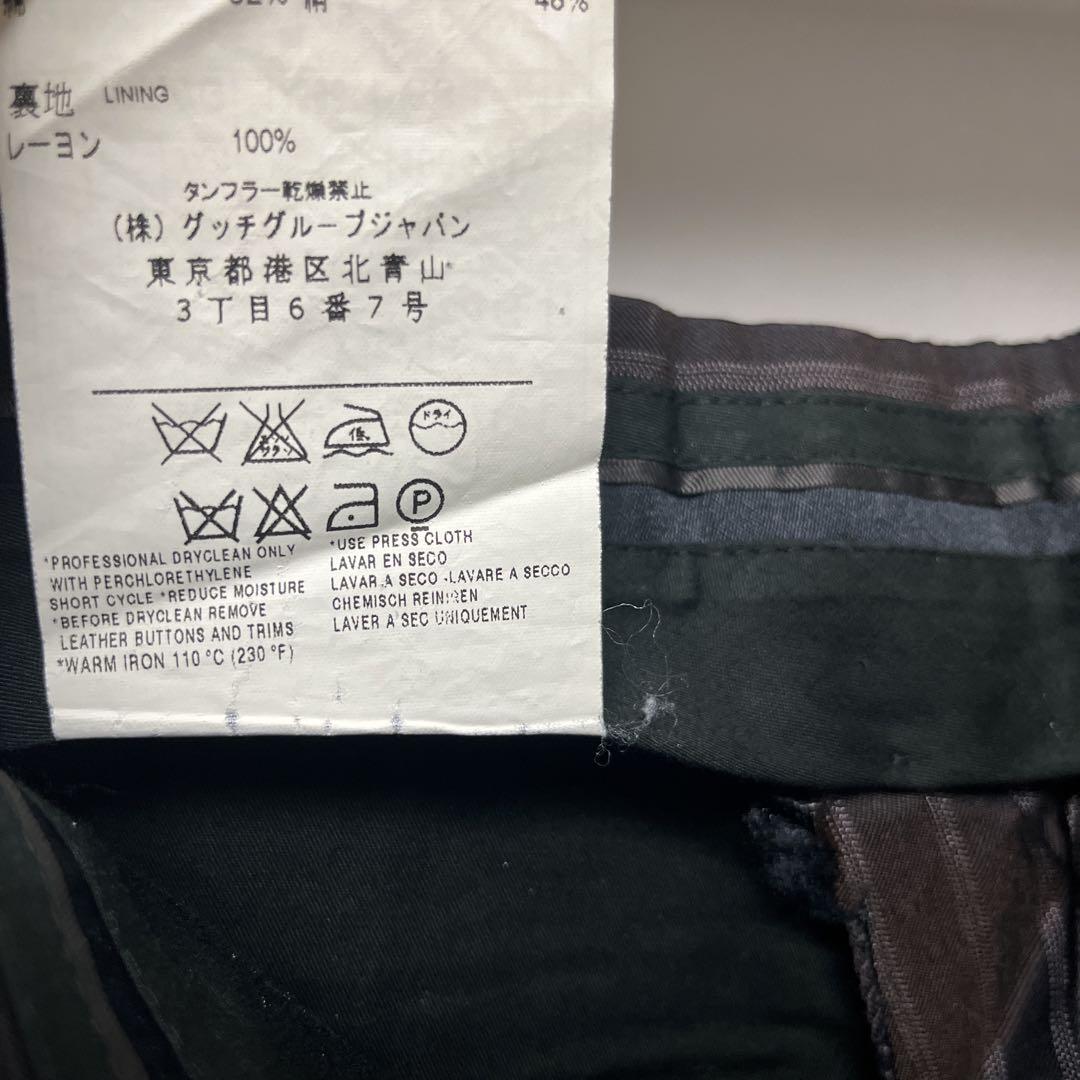 裏地 LINING
レーヨン 100%
タンブラー乾燥禁止
(株)グッチグループジャパン
東京都港区北青山
3丁目6番7号
低
ドライ
P
*PROFESSIONAL DRYCLEAN ONLY
WITH PERCHLORETHYLENE
SHORT CYCLE *REDUCE MOISTURE
*BEFORE DRYCLEAN REMOVE
LEATHER BUTTONS AND TRIMS
*WARM IRON 110 °C (230 °F)
*USE PRESS CLOTH
LAVAR EN SECO
LAVAR A SECO -LAVARE A SECCO
CHEMISCH REINIGEN
LAVER A SEC UNIQUEMENT